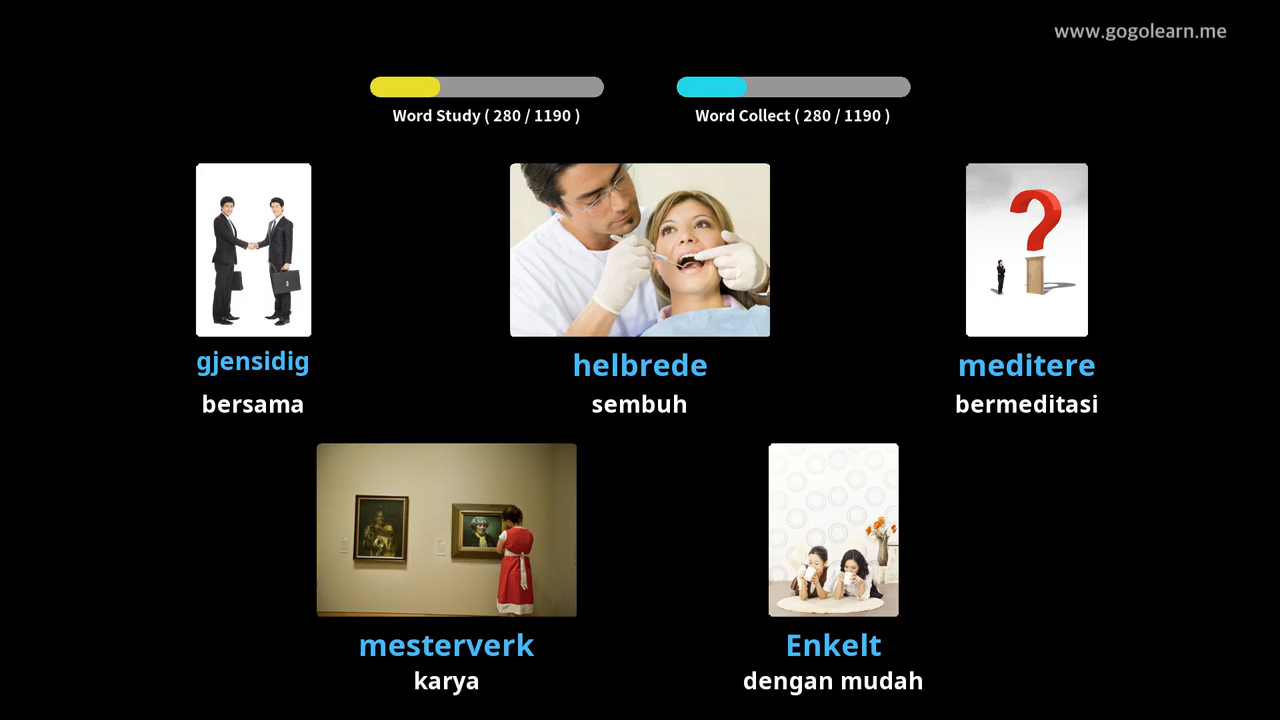 www.gogolearn.me
Word Study ( 280 / 1190 )
Word Collect ( 280 / 1190 )
gjensidig
bersama
helbrede
sembuh
meditere
bermeditasi
mesterverk
karya
Enkelt
dengan mudah